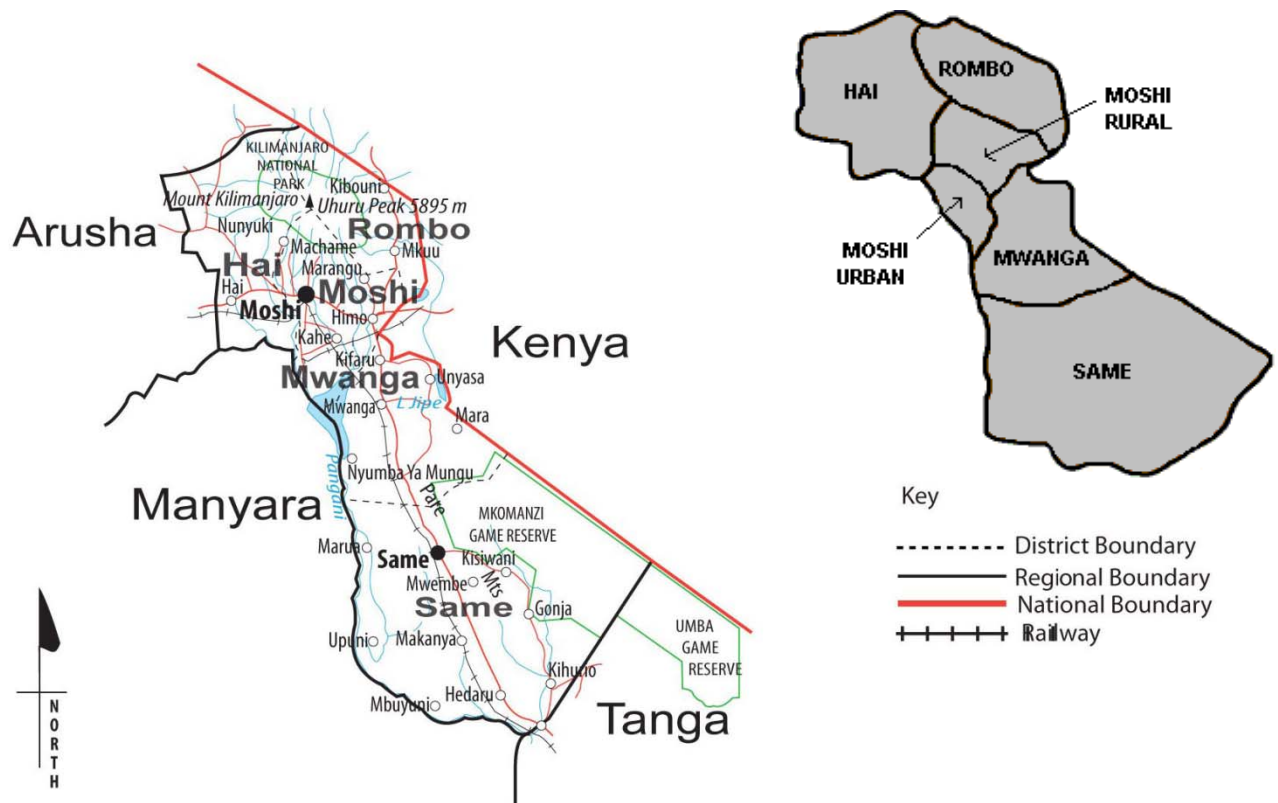 KILIMANJARO
NATIONAL
PARK
Kibouni
Mount Kilimanjaro
Uhuru Peak 5895 m
Arusha
Nunyuki
Rombo
Machame
Mkuu
Hai
Marangu
Hai
Moshi
Moshi
Himo
Kahe
Kenya
Kifaru
Mwanga
Unyasa
Mwanga
L Jipe
Mara
Nyumba Ya Mungu
Pangani
Manyara
Pare
MKOMANZI
GAME RESERVE
Marua
Same
Kisiwani
Mwembe
Mts
Same
Gonja
Upuni
Makanya
UMBA
GAME
RESERVE
Kihurio
Hedaru
Mbuyuni
Tanga
NORTH
HAI
ROMBO
MOSHI
RURAL
MOSHI
URBAN
MWANGA
SAME
Key
District Boundary
Regional Boundary
National Boundary